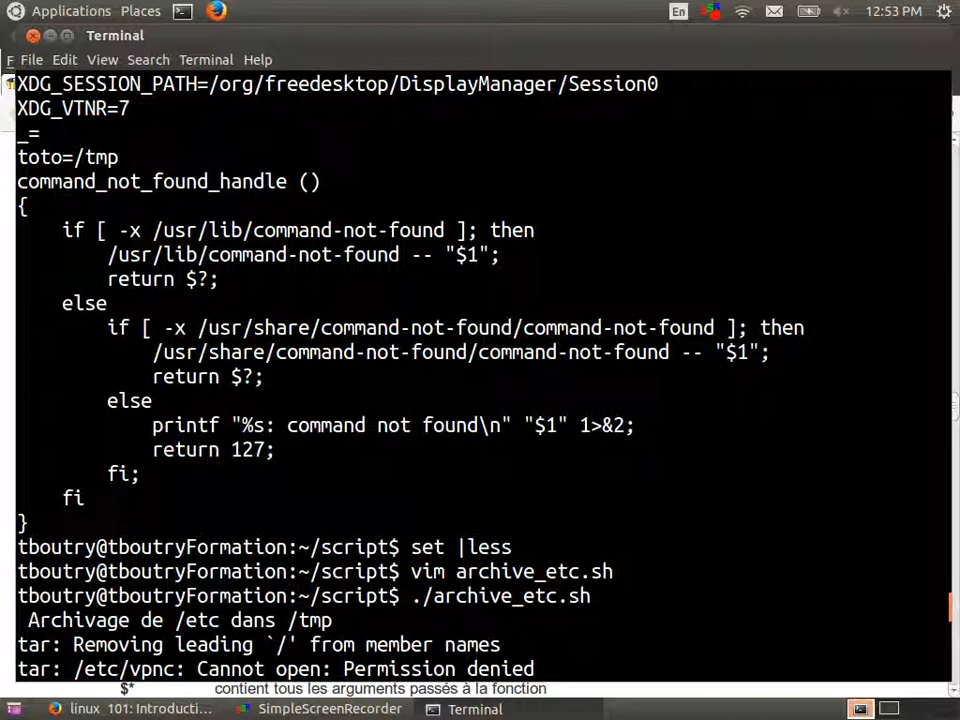 Applications Places En SSR 12:53 PM
Terminal
F File Edit View Search Terminal Help
XDG_SESSION_PATH=/org/freedesktop/DisplayManager/Session0
XDG_VTNR=7
_=
toto=/tmp
command_not_found_handle ()
{
    if [ -x /usr/lib/command-not-found ]; then
        /usr/lib/command-not-found -- "$1";
        return $?;
    else
        if [ -x /usr/share/command-not-found/command-not-found ]; then
            /usr/share/command-not-found/command-not-found -- "$1";
            return $?;
        else
            printf "%s: command not found\n" "$1" 1>&2;
            return 127;
        fi;
    fi
}
tboutry@tboutryFormation:~/script$ set |less
tboutry@tboutryFormation:~/script$ vim archive_etc.sh
tboutry@tboutryFormation:~/script$ ./archive_etc.sh
 Archivage de /etc dans /tmp
tar: Removing leading `/' from member names
tar: /etc/vpnc: Cannot open: Permission denied
$* contient tous les arguments passés à la fonction
linux_101: Introducti... SimpleScreenRecorder Terminal